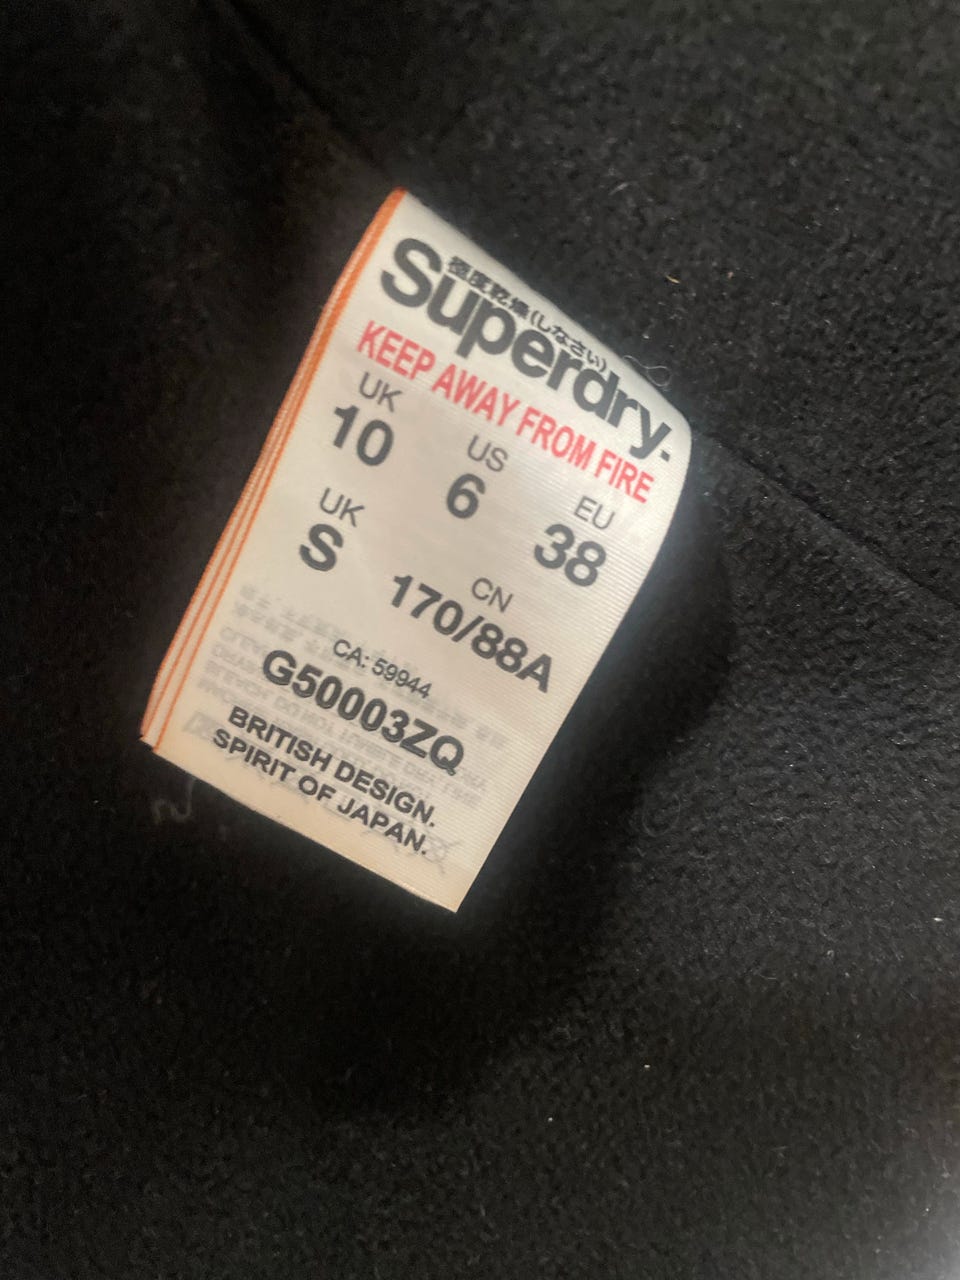 極度乾燥(しなさい)
Superdry.
KEEP AWAY FROM FIRE
UK US EU
10 6 38
UK CN
S 170/88A
CA: 59944
G50003ZQ
BRITISH DESIGN.
SPIRIT OF JAPAN.